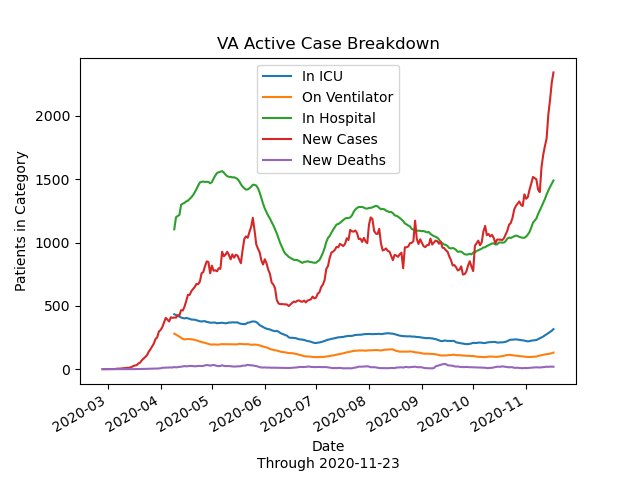 VA Active Case Breakdown
In ICU
On Ventilator
In Hospital
New Cases
New Deaths
Patients in Category
2000
1500
1000
500
0
2020-03
2020-04
2020-05
2020-06
2020-07
2020-08
2020-09
2020-10
2020-11
Date
Through 2020-11-23